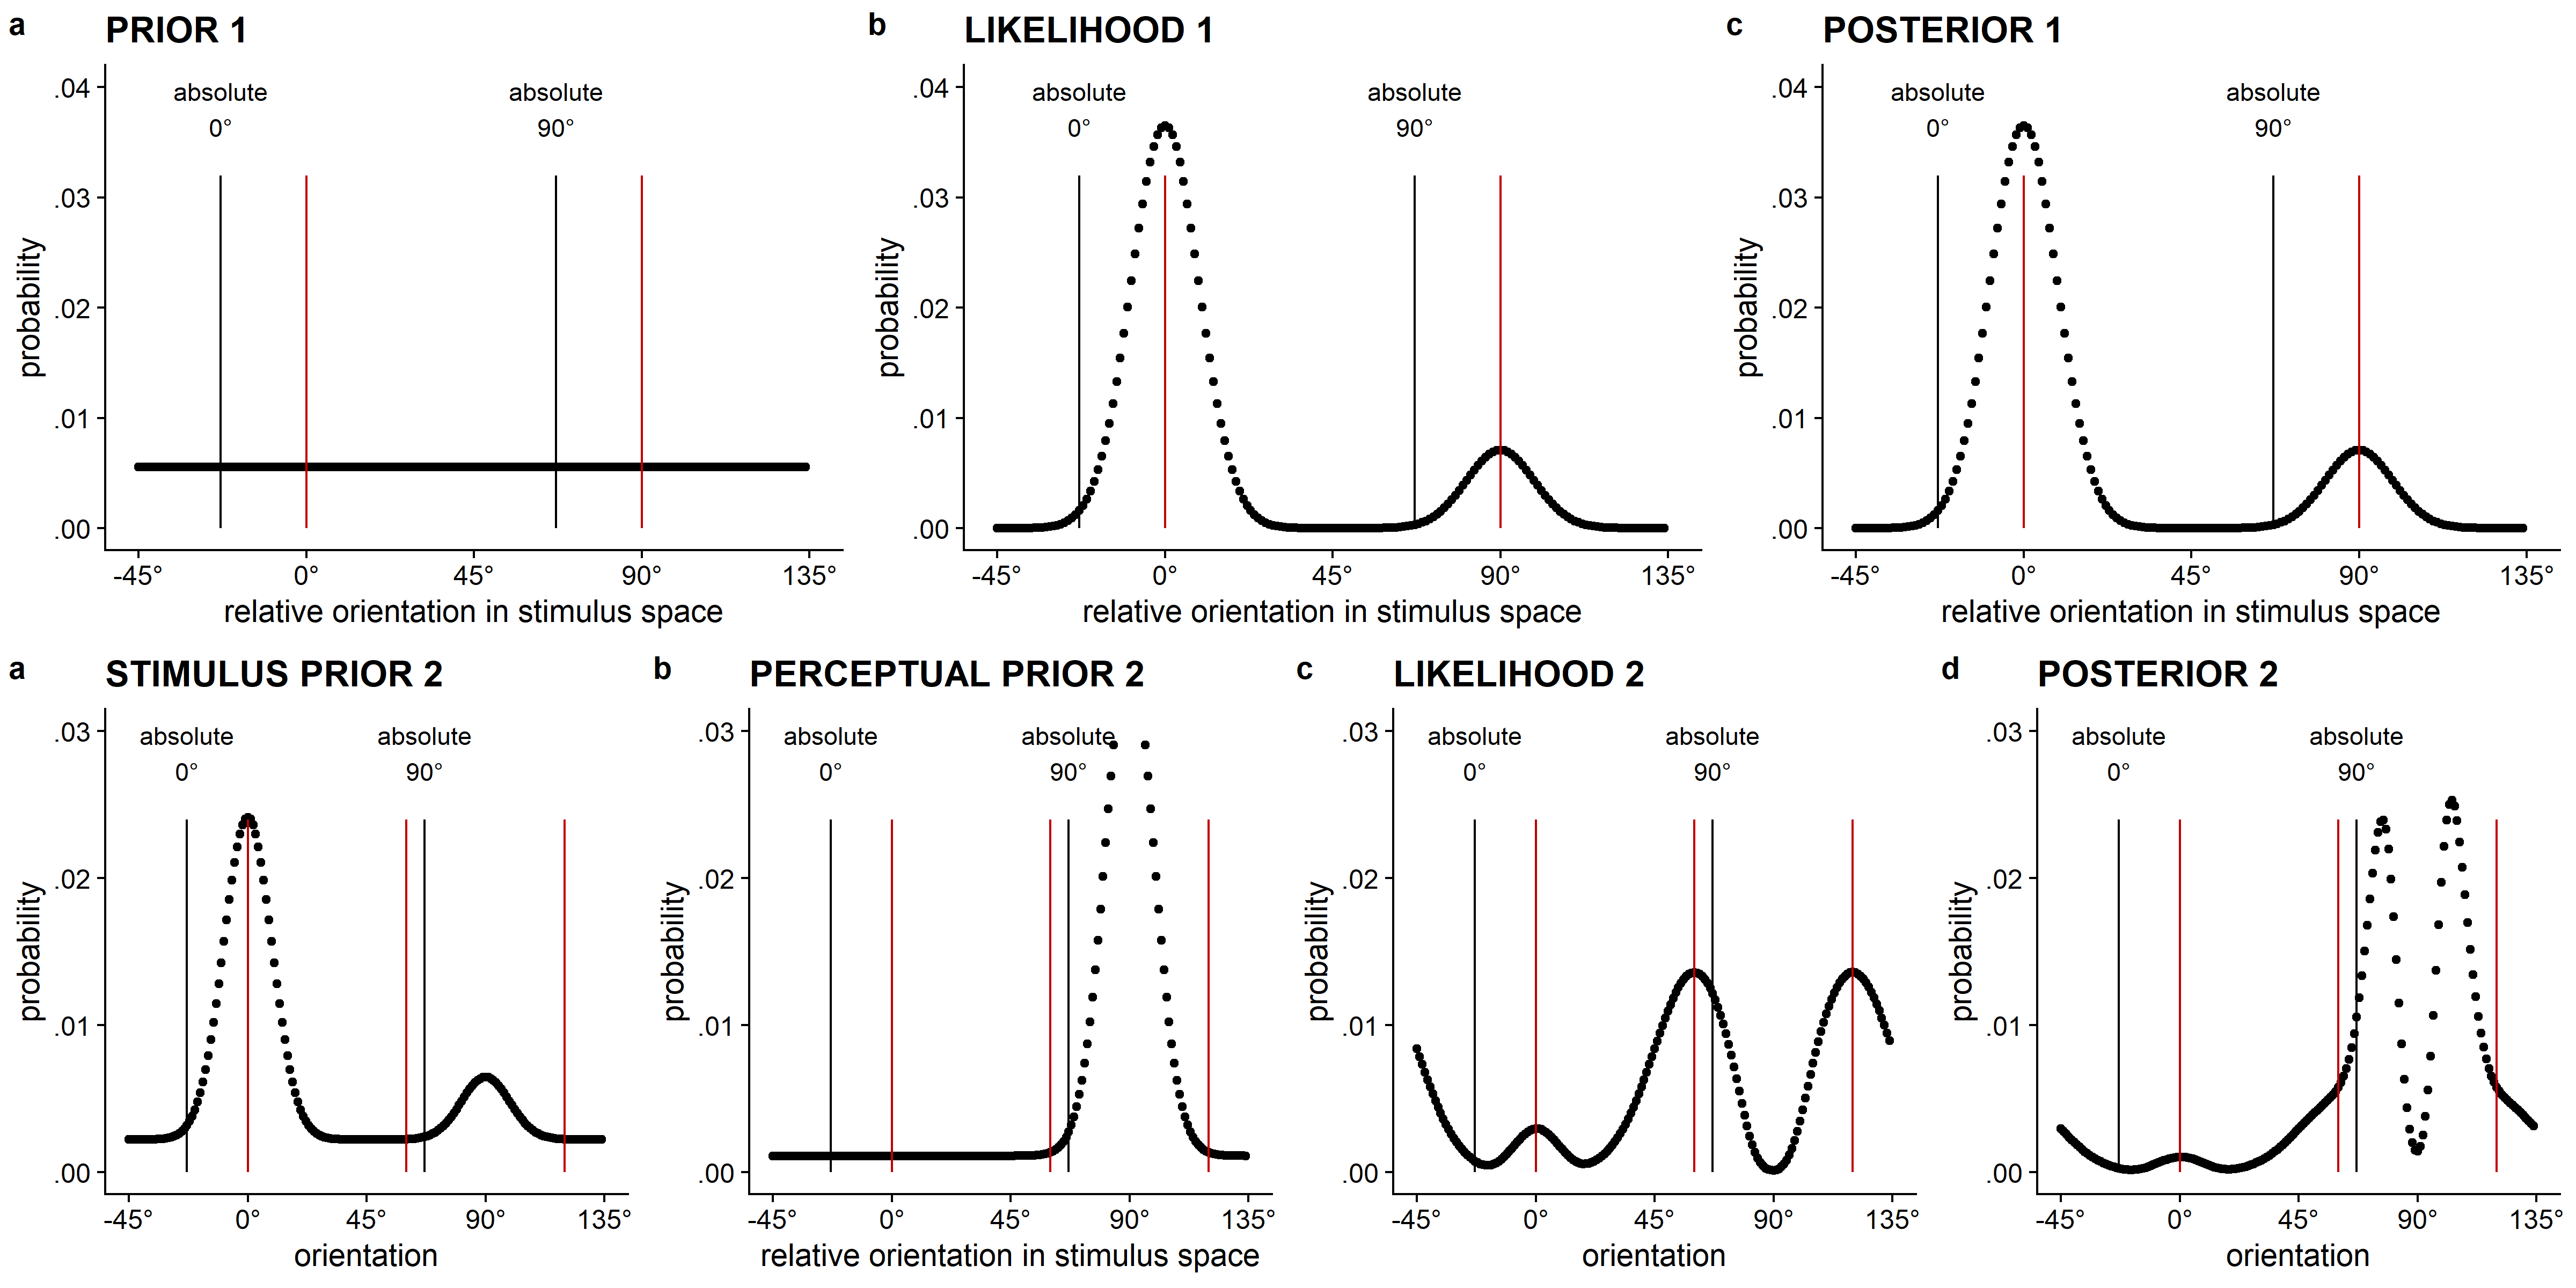 a PRIOR 1
.04
.03
.02
.01
.00
absolute
0°
absolute
90°
probability
-45° 0° 45° 90° 135°
relative orientation in stimulus space
b LIKELIHOOD 1
.04
.03
.02
.01
.00
absolute
0°
absolute
90°
probability
-45° 0° 45° 90° 135°
relative orientation in stimulus space
c POSTERIOR 1
.04
.03
.02
.01
.00
absolute
0°
absolute
90°
probability
-45° 0° 45° 90° 135°
relative orientation in stimulus space
a STIMULUS PRIOR 2
.03
.02
.01
.00
absolute
0°
absolute
90°
probability
-45° 0° 45° 90° 135°
orientation
b PERCEPTUAL PRIOR 2
.03
.02
.01
.00
absolute
0°
absolute
90°
probability
-45° 0° 45° 90° 135°
relative orientation in stimulus space
c LIKELIHOOD 2
.03
.02
.01
.00
absolute
0°
absolute
90°
probability
-45° 0° 45° 90° 135°
orientation
d POSTERIOR 2
.03
.02
.01
.00
absolute
0°
absolute
90°
probability
-45° 0° 45° 90° 135°
orientation